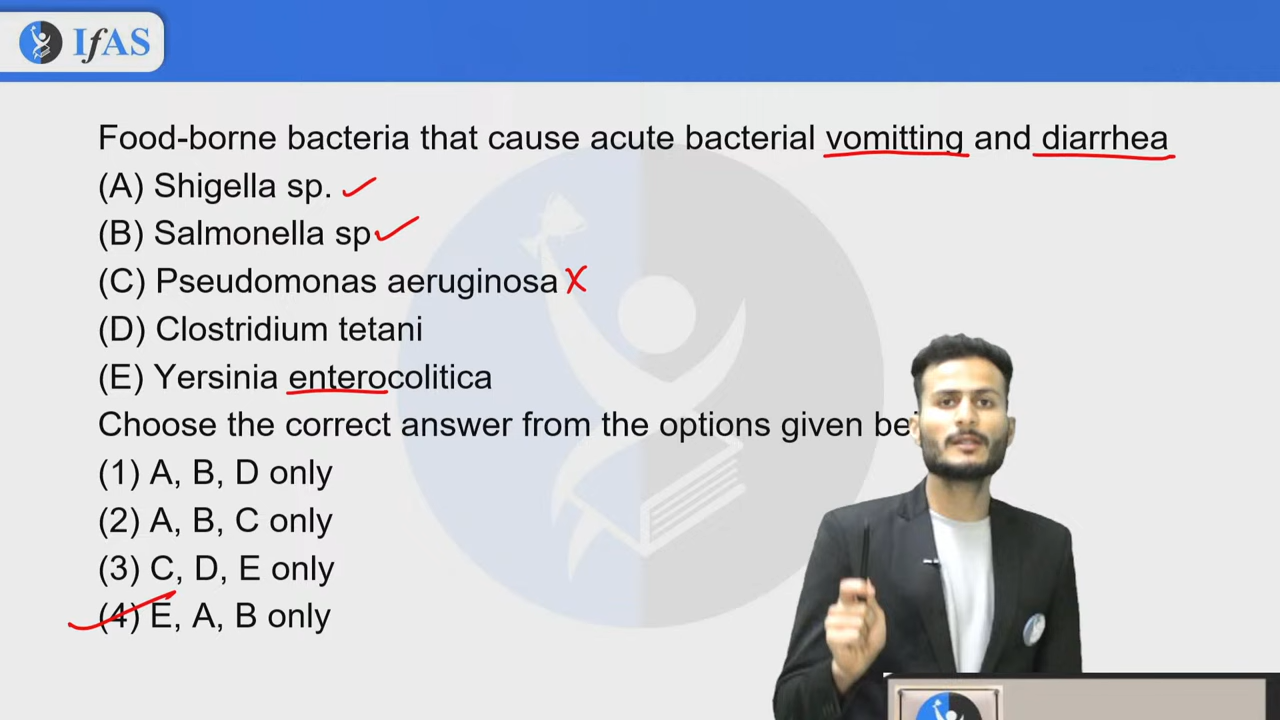 IfAS
Food-borne bacteria that cause acute bacterial vomitting and diarrhea
(A) Shigella sp.
(B) Salmonella sp
(C) Pseudomonas aeruginosa
(D) Clostridium tetani
(E) Yersinia enterocolitica
Choose the correct answer from the options given be
(1) A, B, D only
(2) A, B, C only
(3) C, D, E only
(4) E, A, B only